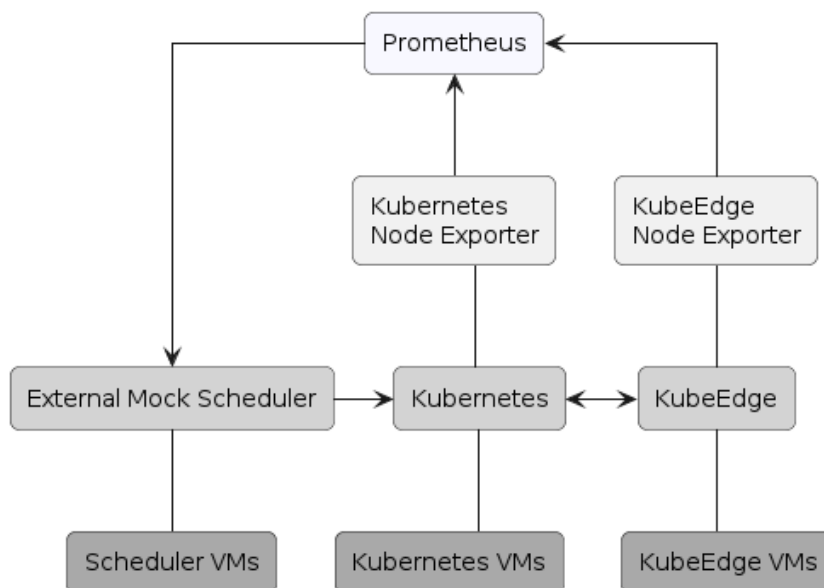 Prometheus
Kubernetes
Node Exporter
KubeEdge
Node Exporter
External Mock Scheduler
Kubernetes
KubeEdge
Scheduler VMs
Kubernetes VMs
KubeEdge VMs